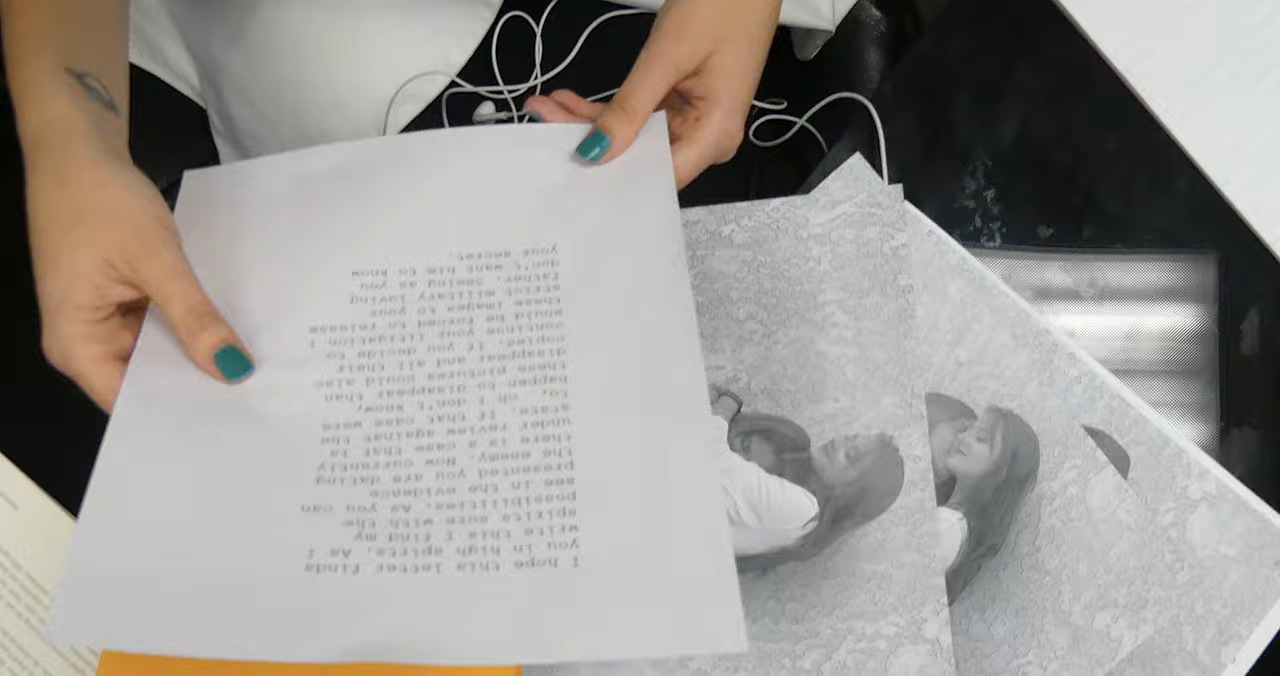 I hope this letter finds
you in high spirts. As I
write this I find my
spirits sure with the
possibilities. As you can
see in the evidence
presented you are dating
the enemy. Now currently
there is a case that is
under review against the
state. If that case were
to, uh I don't know,
happen to disappear than
these pictures could also
disappear and all their
copies. If you decide to
continue your litigation I
would be forced to release
these images to your
strict military loving
father. Seeing as you
don't want him to know
your secret.